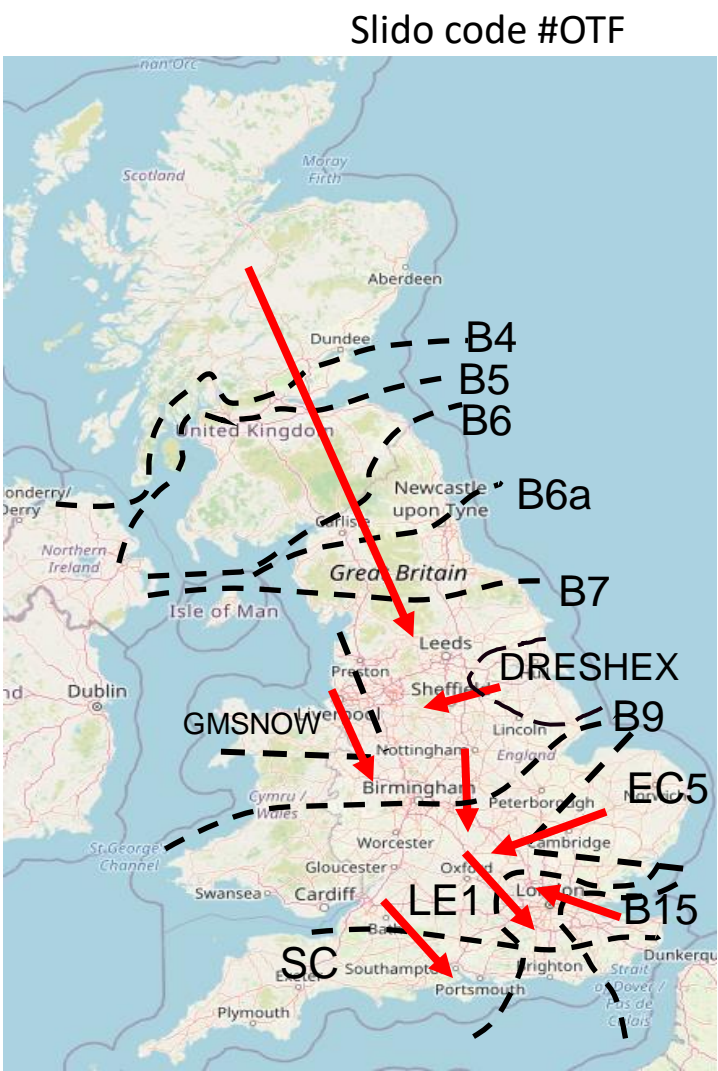 Slido code #OTF
nan Orc
Scotland
Moray
Firth
Aberdeen
Dundee
B4
B5
B6
United Kingdom
B6a
onderry/
Derry
Newcastle
upon Tyne
Carlisle
Northern
Ireland
Great Britain
B7
Isle of Man
Leeds
Preston
DRESHEX
Sheffield
nd
Dublin
GMSNOW
Liverpool
Lincoln
B9
Nottingham
England
EC5
Birmingham
Peterborough
Norwich
Cymru /
Wales
St George
Channel
Worcester
Cambridge
Gloucester
Oxford
Swansea
Cardiff
LE1
London
B15
Bath
SC
Exeter
Southampt
Brighton
Strait
of Dover /
Pas de
Calais
Dunkerqu
Portsmouth
Plymouth